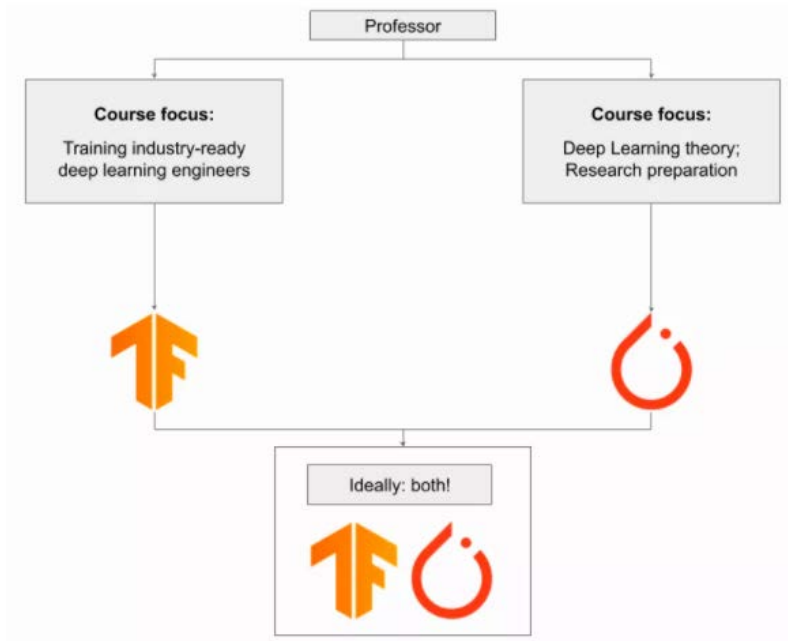 Professor
Course focus:
Training industry-ready
deep learning engineers
Course focus:
Deep Learning theory;
Research preparation
Ideally: both!